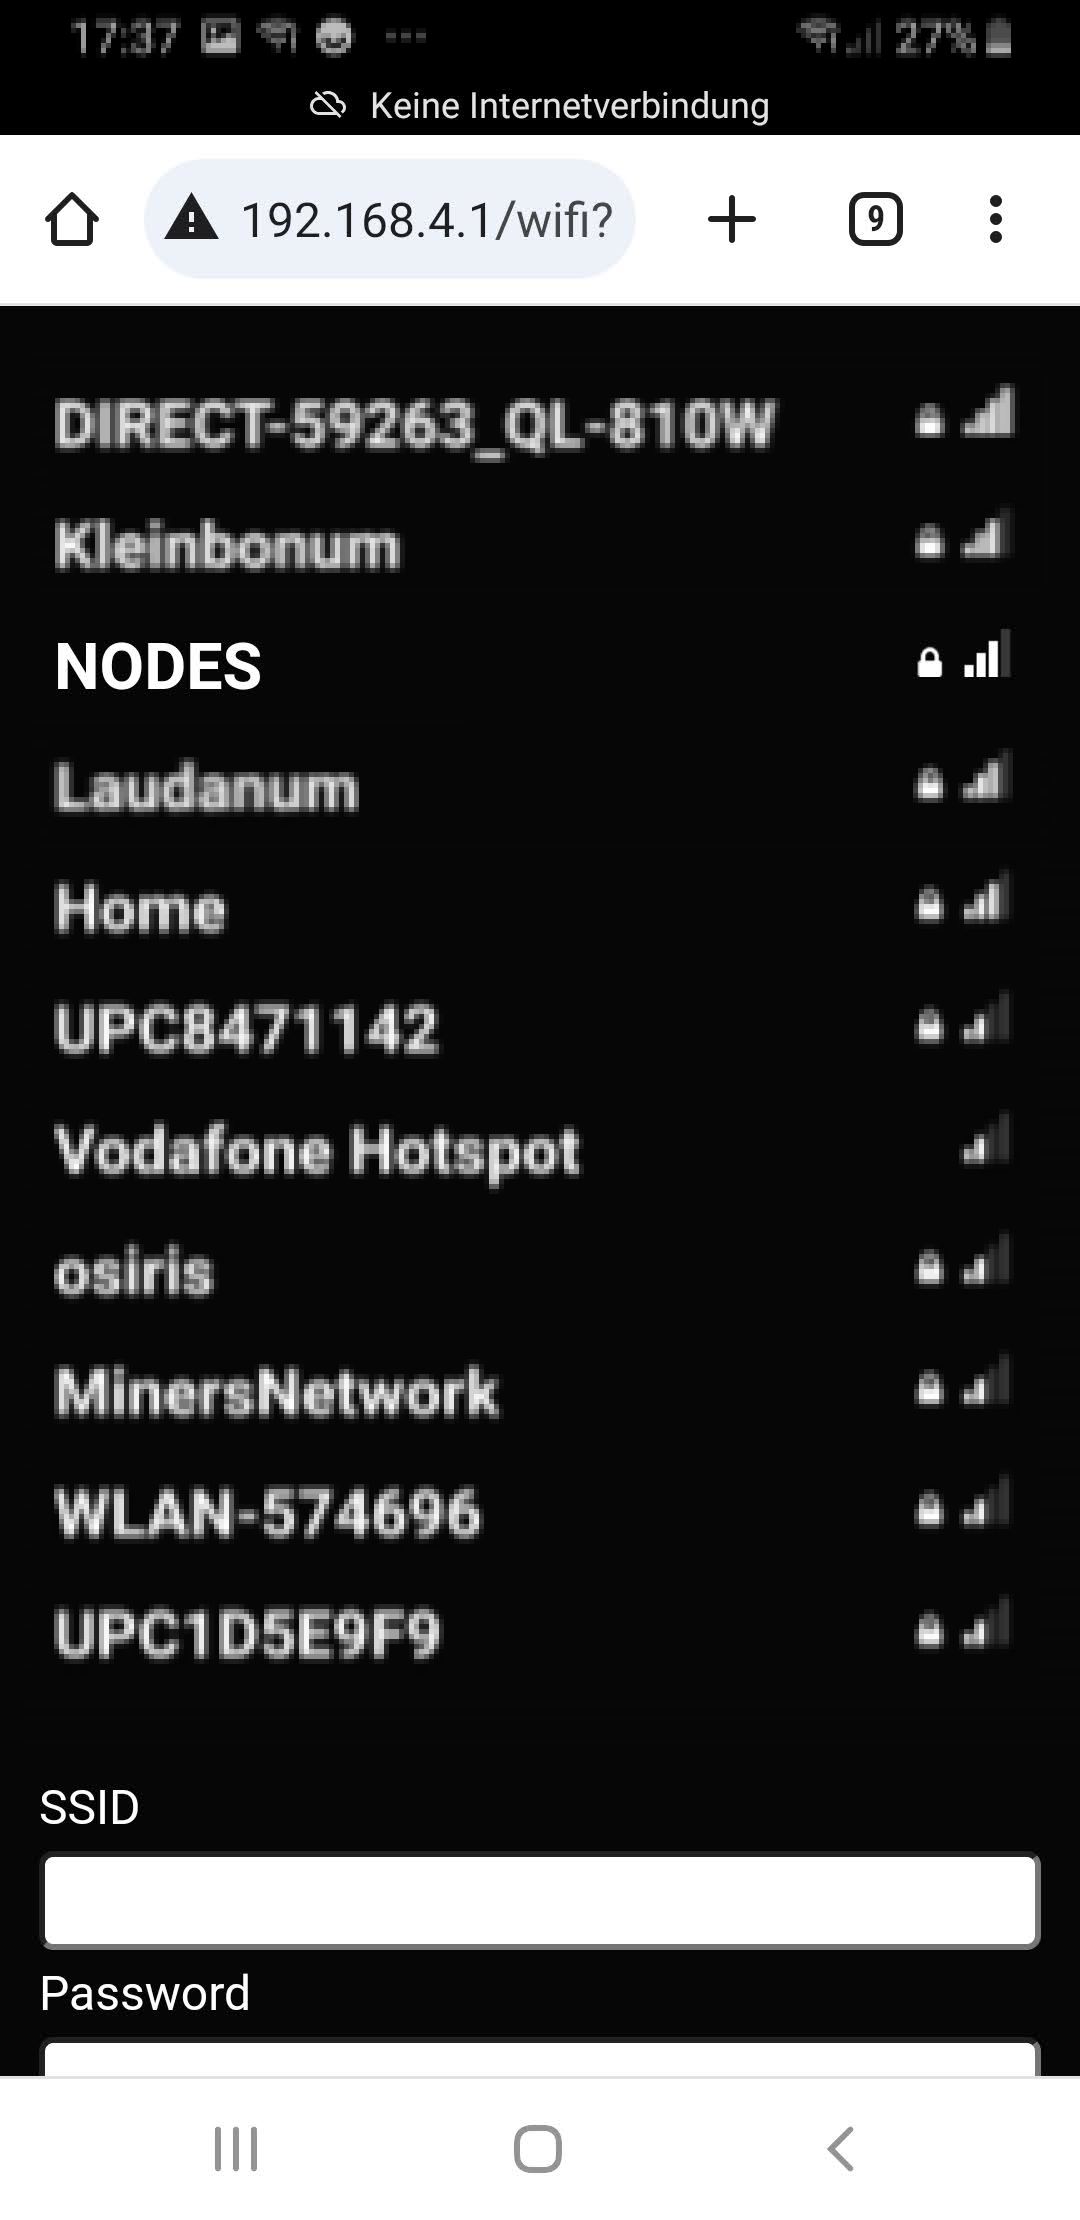 17:37 27%
Keine Internetverbindung
192.168.4.1/wifi? 9
DIRECT-59263_QL-810W
Kleinbonum
NODES
Laudanum
Home
UPC8471142
Vodafone Hotspot
osiris
MinersNetwork
WLAN-574696
UPC1D5E9F9
SSID
Password